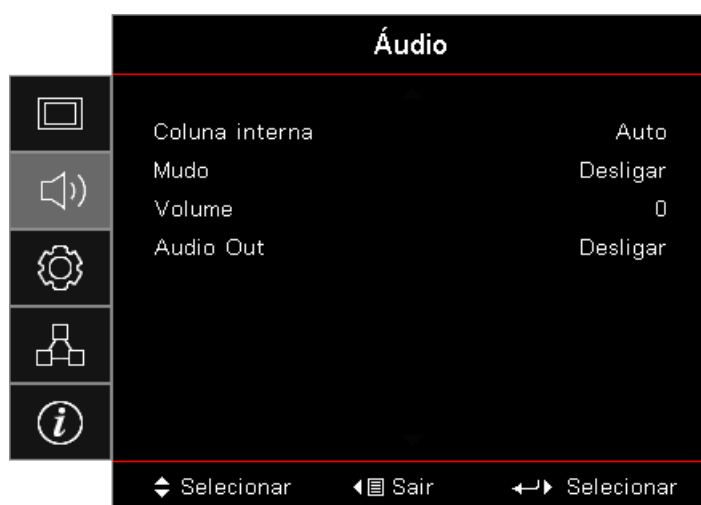 Áudio
Coluna interna Auto
Mudo Desligar
Volume 0
Audio Out Desligar
i
Selecionar Sair Selecionar